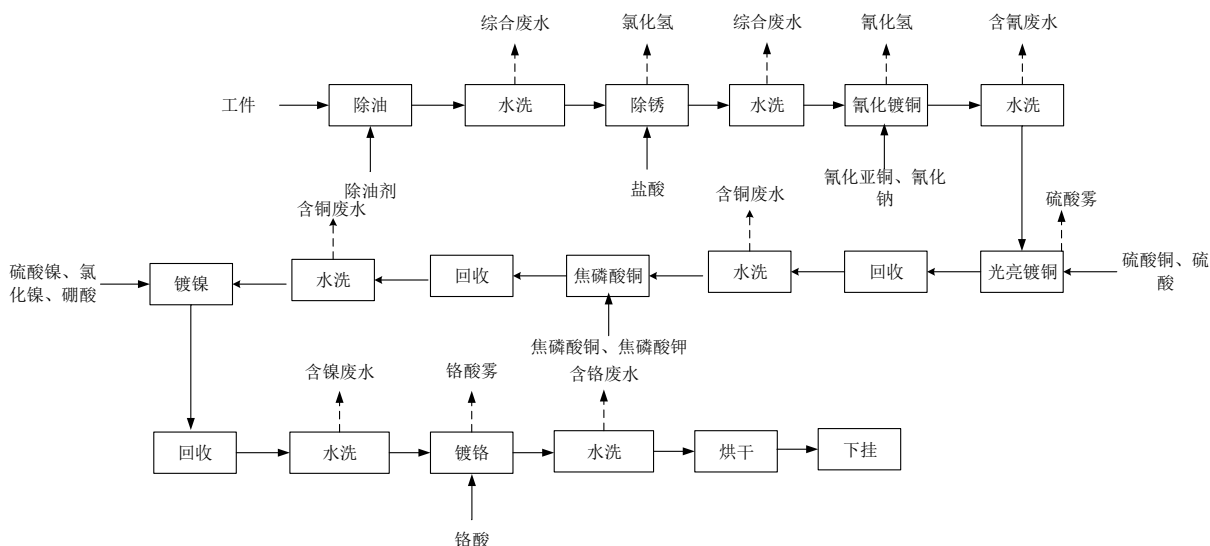 综合废水
氯化氢
综合废水
氰化氢
含氰废水
工件
除油
水洗
除锈
水洗
氰化镀铜
水洗
除油剂
盐酸
氰化亚铜、氰化
钠
含铜废水
含铜废水
硫酸雾
硫酸镍、氯
化镍、硼酸
镀镍
水洗
回收
焦磷酸铜
水洗
回收
光亮镀铜
硫酸铜、硫
酸
焦磷酸铜、焦磷酸钾
含镍废水
铬酸雾
含铬废水
回收
水洗
镀铬
水洗
烘干
下挂
铬酸